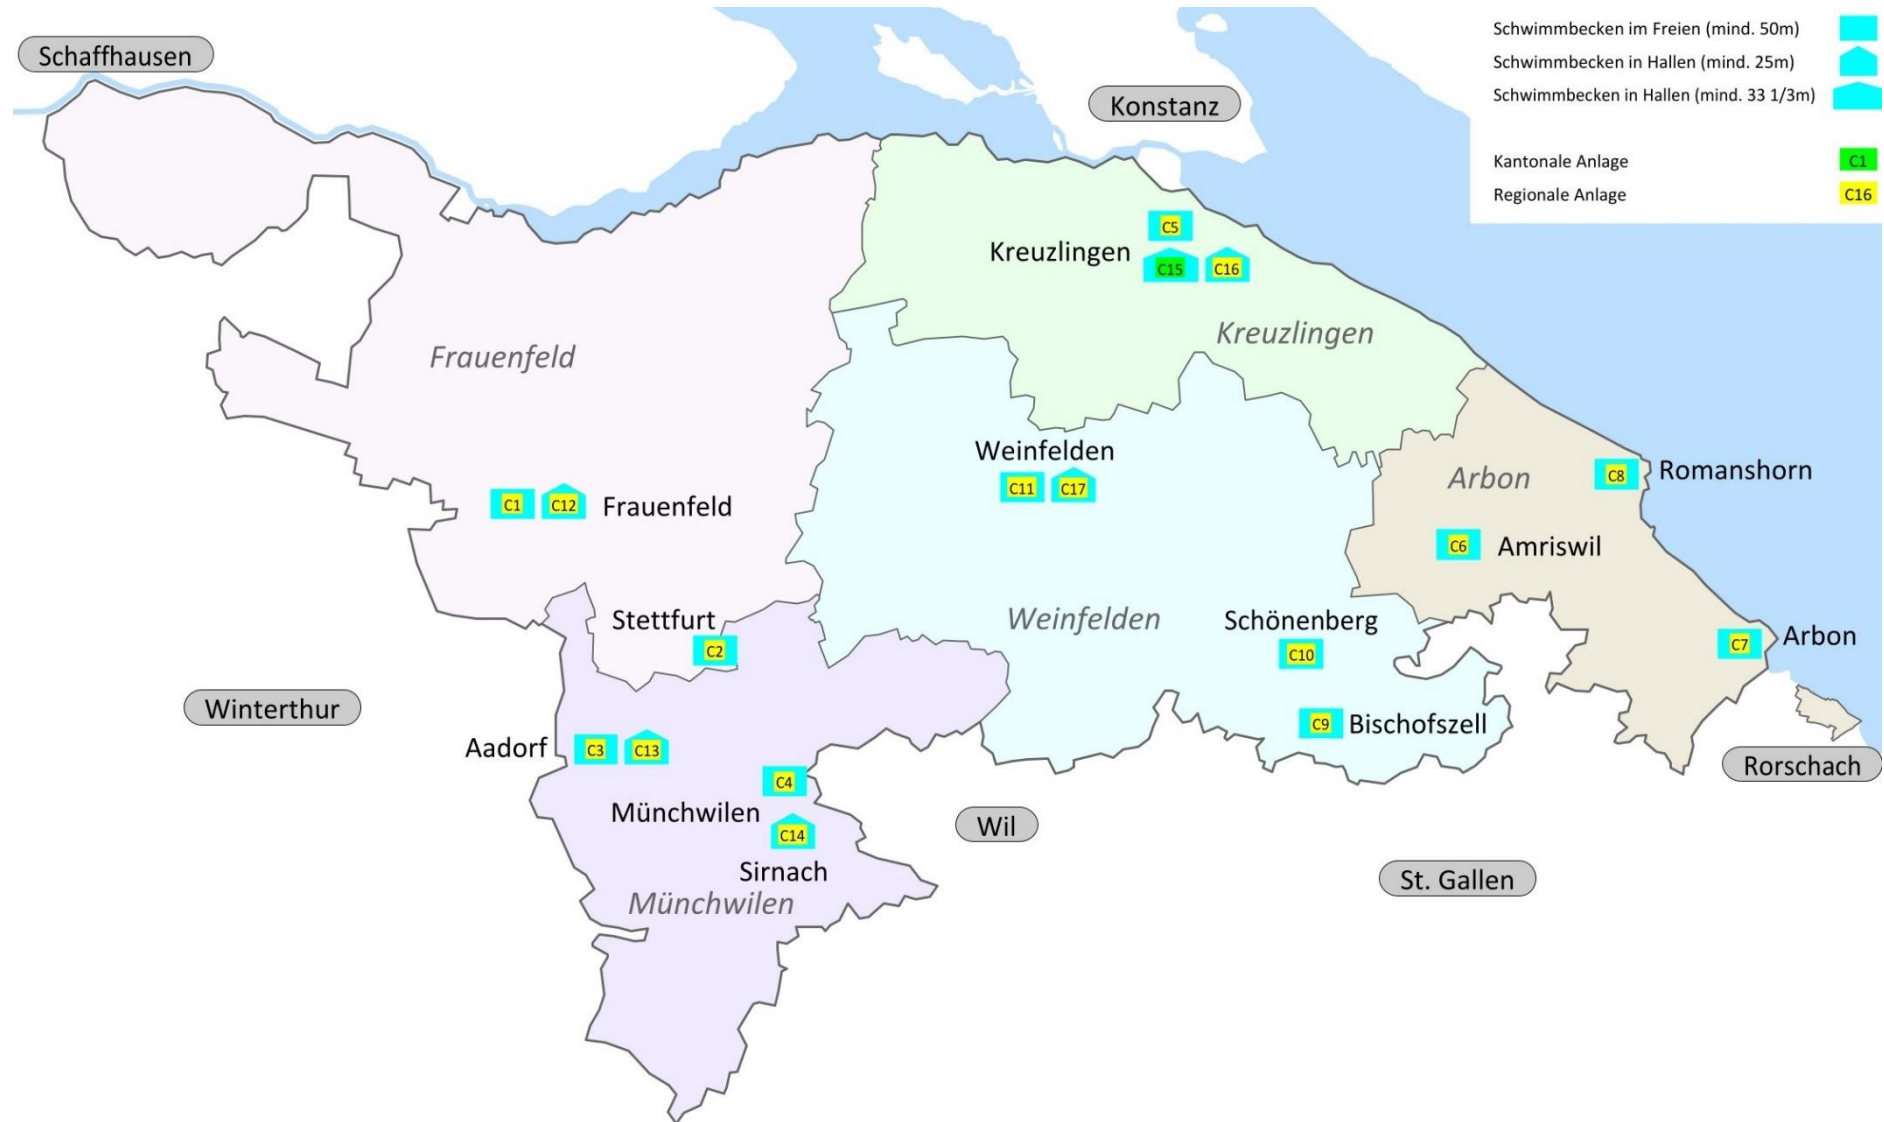 Schaffhausen
Konstanz
Schwimmbecken im Freien (mind. 50m)
Schwimmbecken in Hallen (mind. 25m)
Schwimmbecken in Hallen (mind. 33 1/3m)
Kantonale Anlage C1
Regionale Anlage C16
C5
Kreuzlingen
C15 C16
Kreuzlingen
Frauenfeld
Weinfelden
C11 C17
Arbon
C8 Romanshorn
C1 C12 Frauenfeld
C6 Amriswil
Stettfurt
C2
Weinfelden
Schönenberg
C10
C7 Arbon
Winterthur
Aadorf C3 C13
C9 Bischofszell
Rorschach
C4
Münchwilen
C14
Sirnach
Wil
St. Gallen
Münchwilen